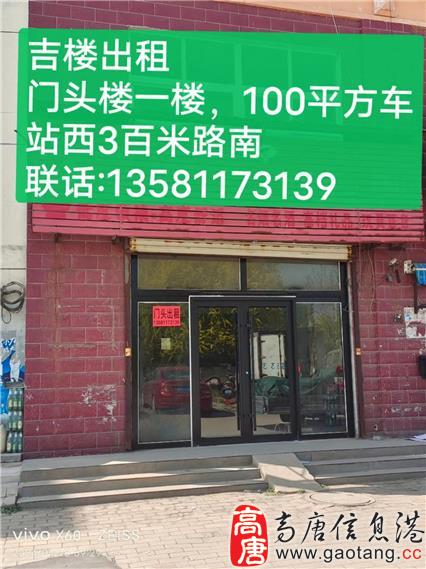 吉楼出租
门头楼一楼，100平方车
站西3百米路南
联话:13581173139
门头出租
13581173139
vivo X60 ZEISS
高唐
高唐信息港
www.gaotang.cc